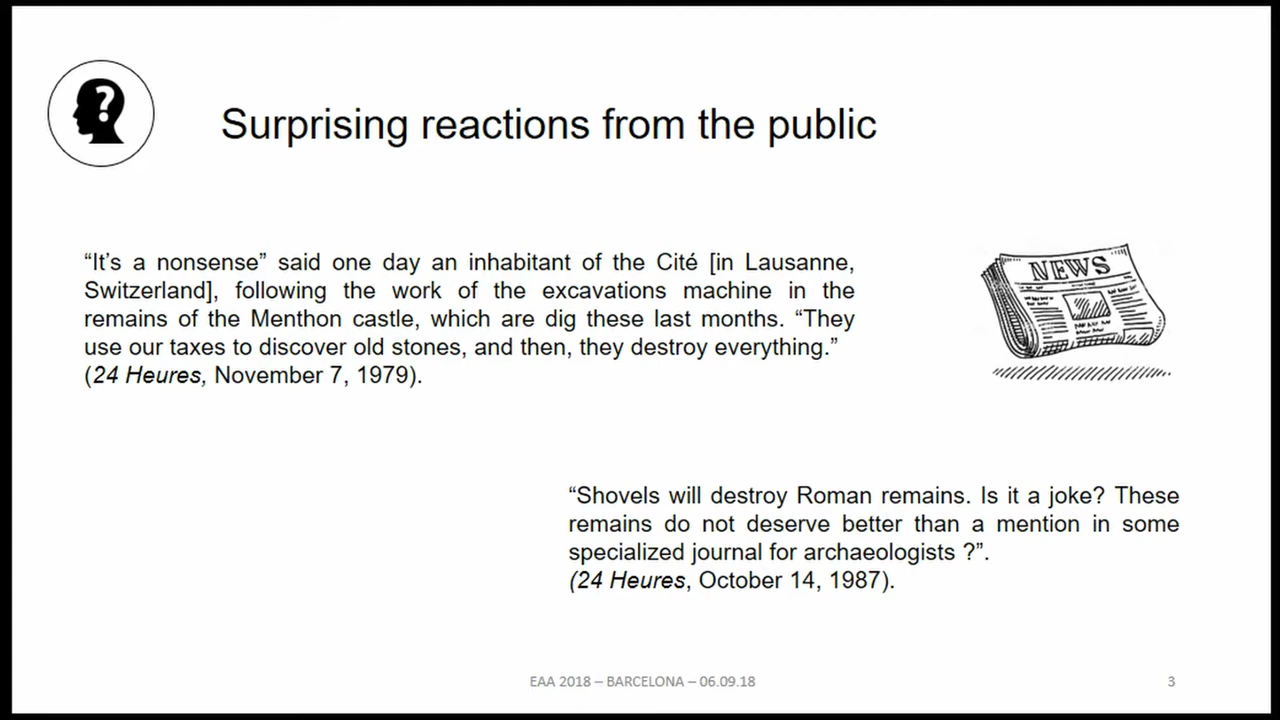 Surprising reactions from the public
“It’s a nonsense” said one day an inhabitant of the Cité [in Lausanne,
Switzerland], following the work of the excavations machine in the
remains of the Menthon castle, which are dig these last months. “They
use our taxes to discover old stones, and then, they destroy everything.”
(24 Heures, November 7, 1979).
NEWS
“Shovels will destroy Roman remains. Is it a joke? These
remains do not deserve better than a mention in some
specialized journal for archaeologists ?”.
(24 Heures, October 14, 1987).
EAA 2018 – BARCELONA – 06.09.18
3